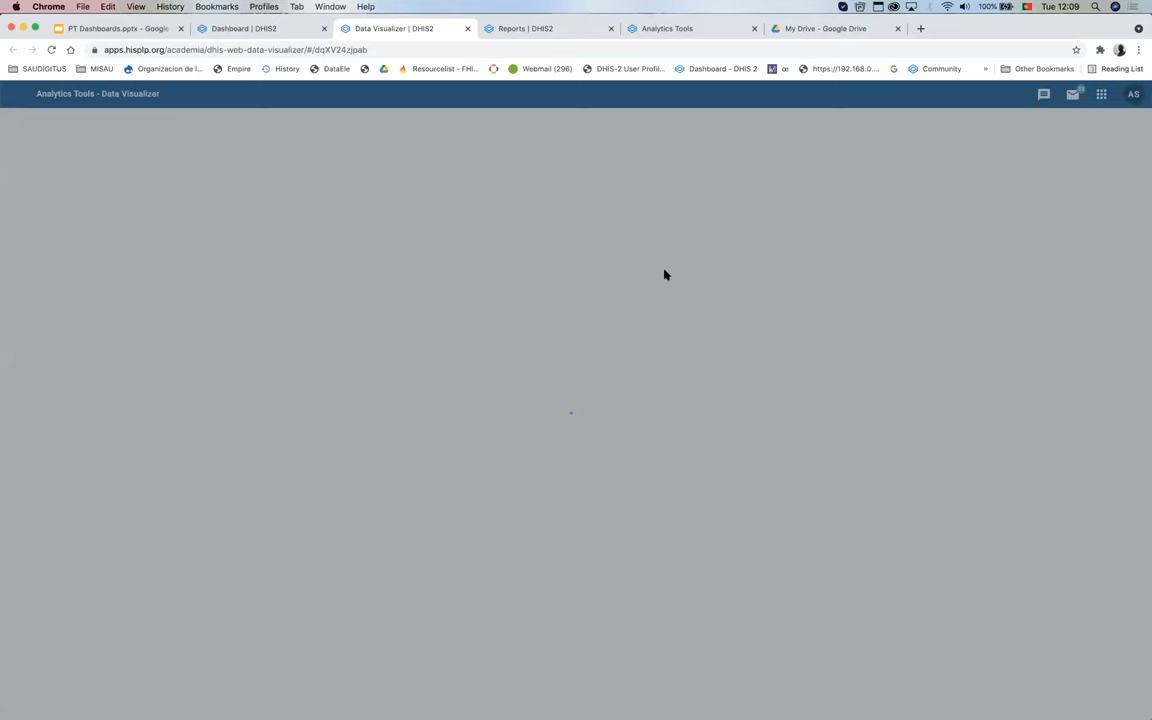 Chrome File Edit View History Bookmarks Profiles Tab Window Help 100% Tue 12:09
PT Dashboards.pptx - Google Dashboard | DHIS2 Data Visualizer | DHIS2 Reports | DHIS2 Analytics Tools My Drive - Google Drive
apps.hisplp.org/academia/dhis-web-data-visualizer/#/dqXV24zjpab
SAUDIGITUS MISAU Organizacion de l... Empire History DataEle Resourcelist - FHI... Webmail (296) DHIS-2 User Profil... Dashboard - DHIS 2 https://192.168.0.... Community » Other Bookmarks Reading List
Analytics Tools - Data Visualizer AS